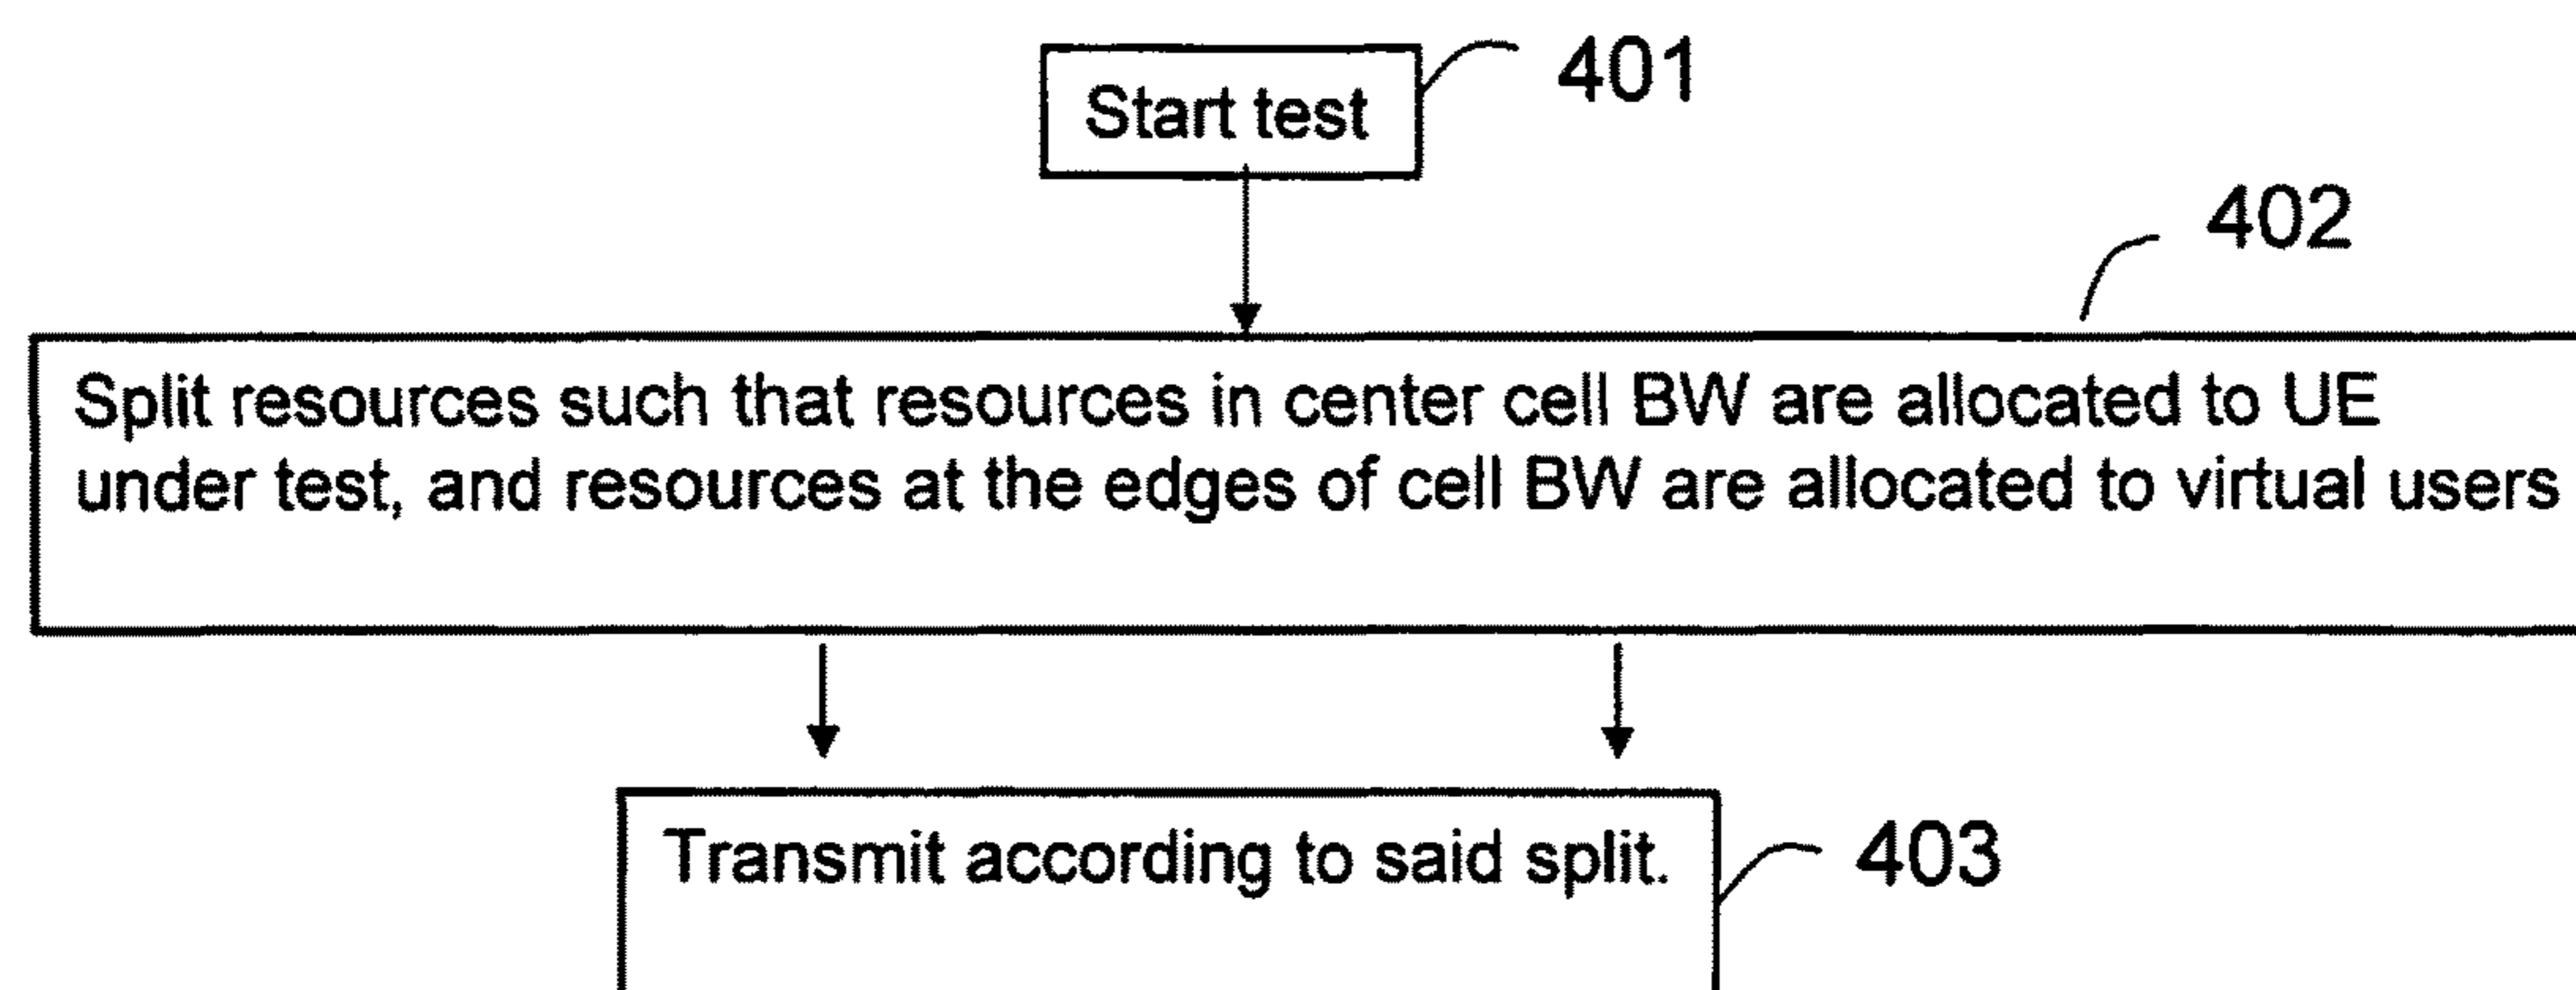 401
Start test
402
Split resources such that resources in center cell BW are allocated to UE
under test, and resources at the edges of cell BW are allocated to virtual users
Transmit according to said split.
403